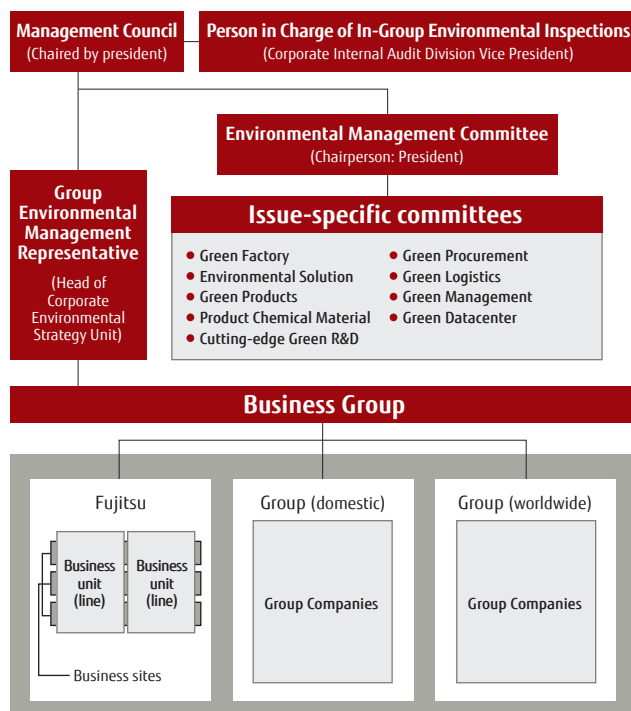 Management Council
(Chaired by president)
Person in Charge of In-Group Environmental Inspections
(Corporate Internal Audit Division Vice President)
Environmental Management Committee
(Chairperson: President)
Group
Environmental
Management
Representative
(Head of
Corporate
Environmental
Strategy Unit)
Issue-specific committees
● Green Factory
● Environmental Solution
● Green Products
● Product Chemical Material
● Cutting-edge Green R&D
● Green Procurement
● Green Logistics
● Green Management
● Green Datacenter
Business Group
Fujitsu
Business
unit
(line)
Business
unit
(line)
Business sites
Group (domestic)
Group Companies
Group (worldwide)
Group Companies